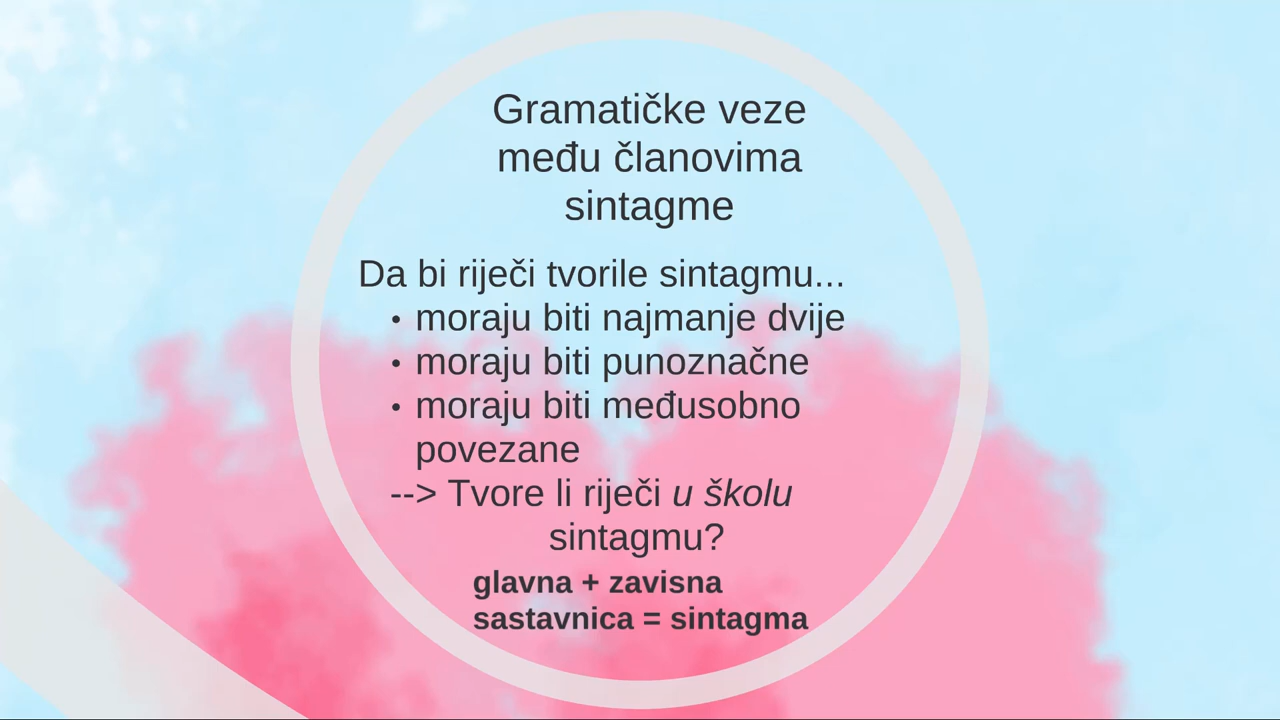 Gramatičke veze
među članovima
sintagme
Da bi riječi tvorile sintagmu...
• moraju biti najmanje dvije
• moraju biti punoznačne
• moraju biti međusobno
povezane
--> Tvore li riječi u školu
sintagmu?
glavna + zavisna
sastavnica = sintagma